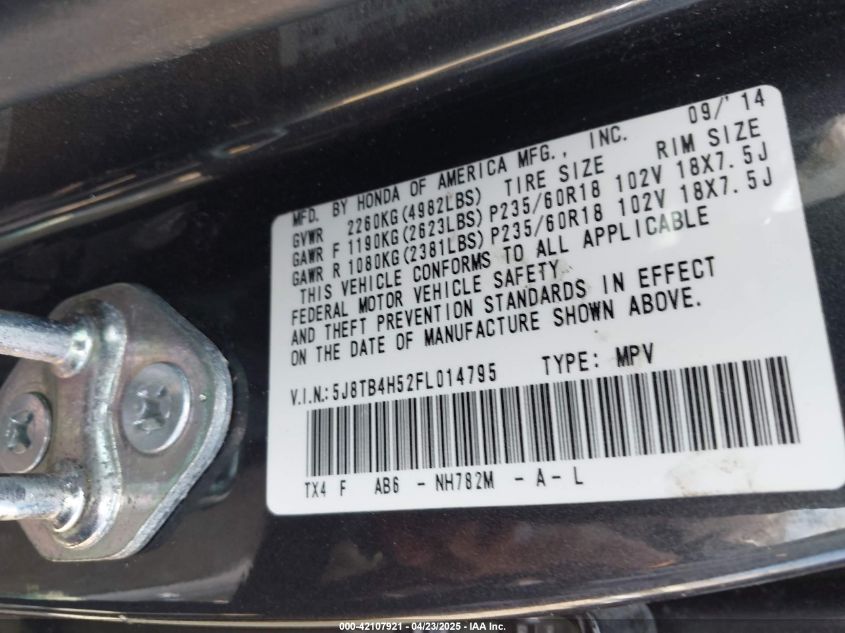 09/'14
MFD. BY HONDA OF AMERICA MFG., INC.
GVWR 2260KG(4982LBS) TIRE SIZE RIM SIZE
GAWR F 1190KG(2623LBS) P235/60R18 102V 18X7.5J
GAWR R 1080KG(2381LBS) P235/60R18 102V 18X7.5J
THIS VEHICLE CONFORMS TO ALL APPLICABLE
FEDERAL MOTOR VEHICLE SAFETY
AND THEFT PREVENTION STANDARDS IN EFFECT
ON THE DATE OF MANUFACTURE SHOWN ABOVE.
V.I.N.:5J8TB4H52FL014795 TYPE: MPV
TX4 F AB6 - NH782M - A - L
000-42107921 | 04/23/2025 - IAA Inc.